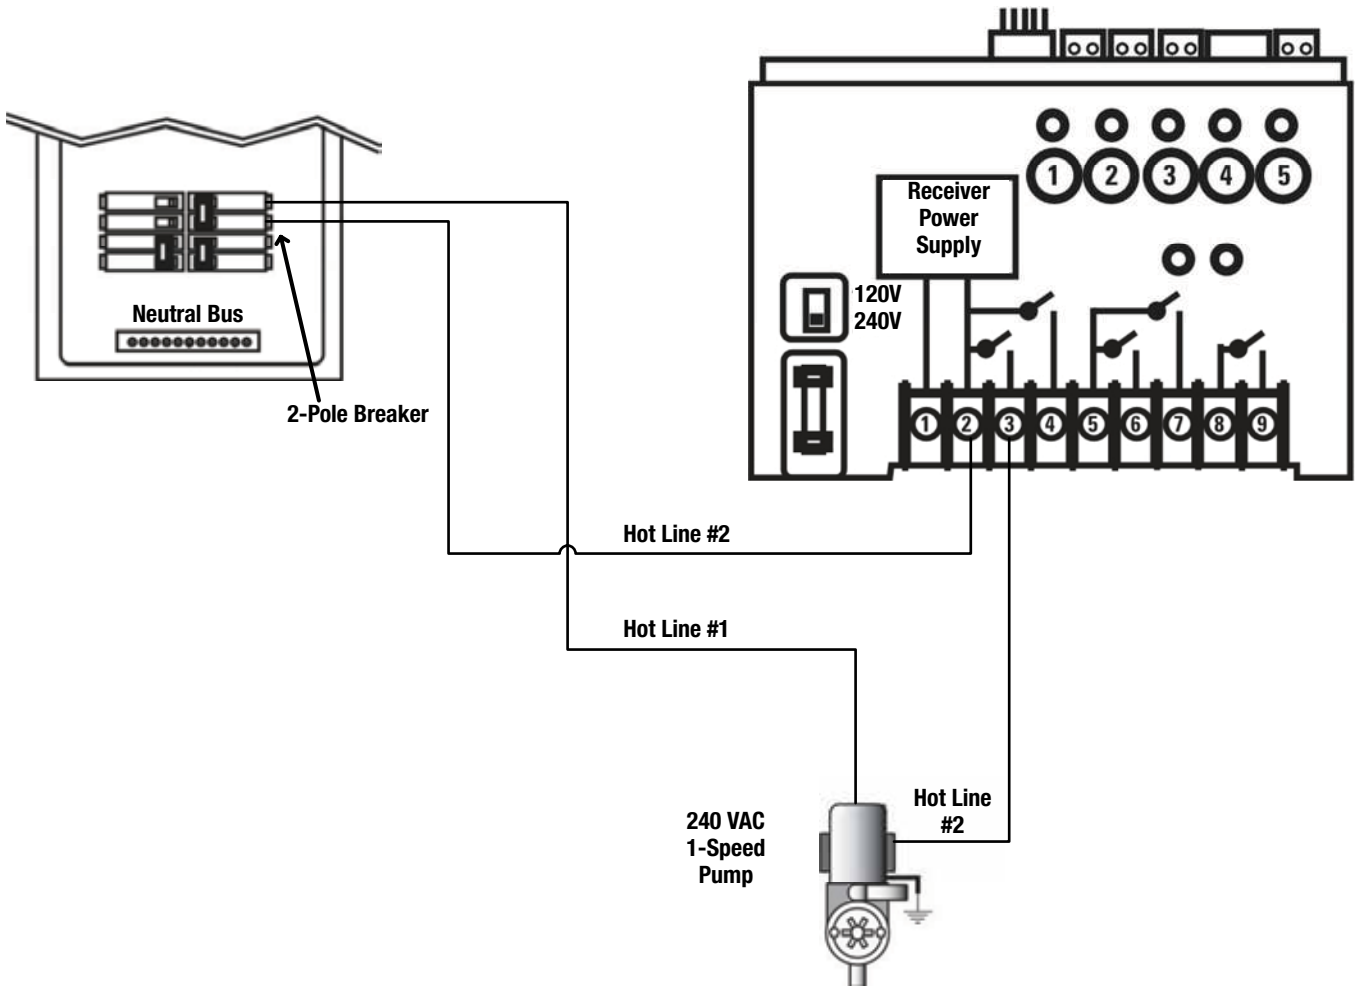 1 2 3 4 5
Receiver
Power
Supply
120V
240V
Neutral Bus
2-Pole Breaker
1 2 3 4 5 6 7 8 9
Hot Line #2
Hot Line #1
Hot Line
#2
240 VAC
1-Speed
Pump